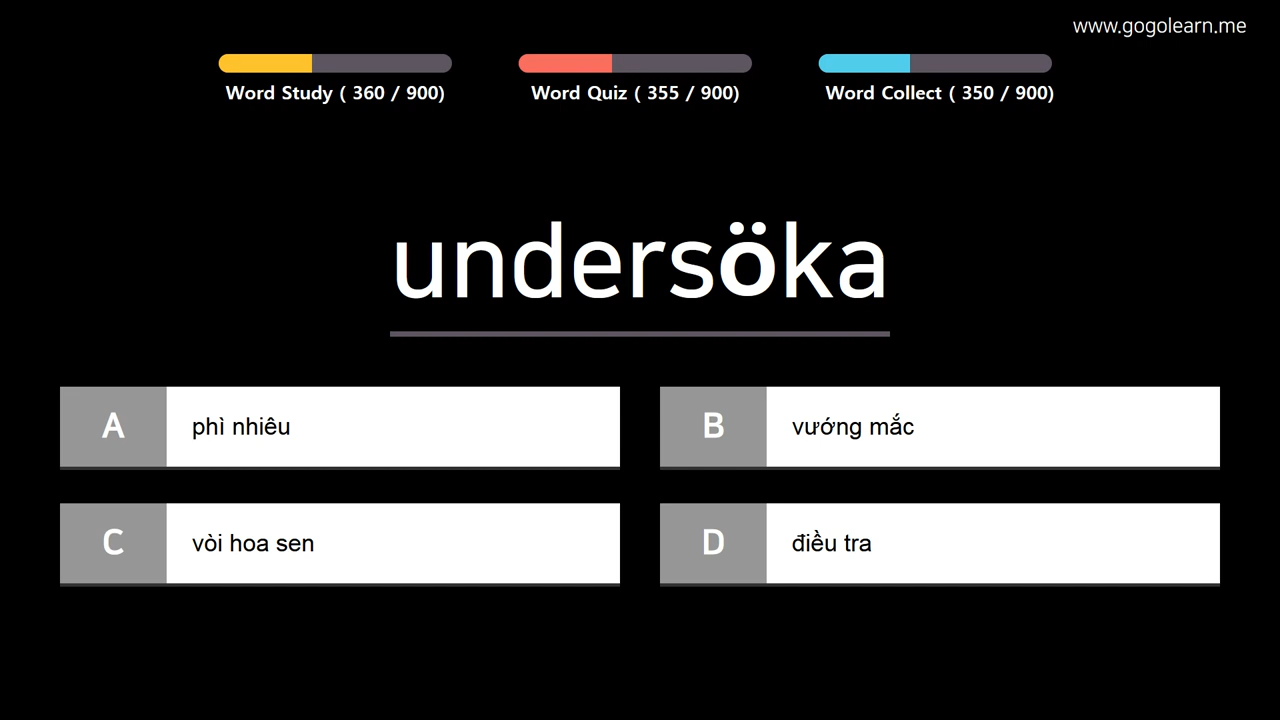 www.gogolearn.me
Word Study ( 360 / 900)
Word Quiz ( 355 / 900)
Word Collect ( 350 / 900)
undersöka
A phì nhiêu
B vướng mắc
C vòi hoa sen
D điều tra